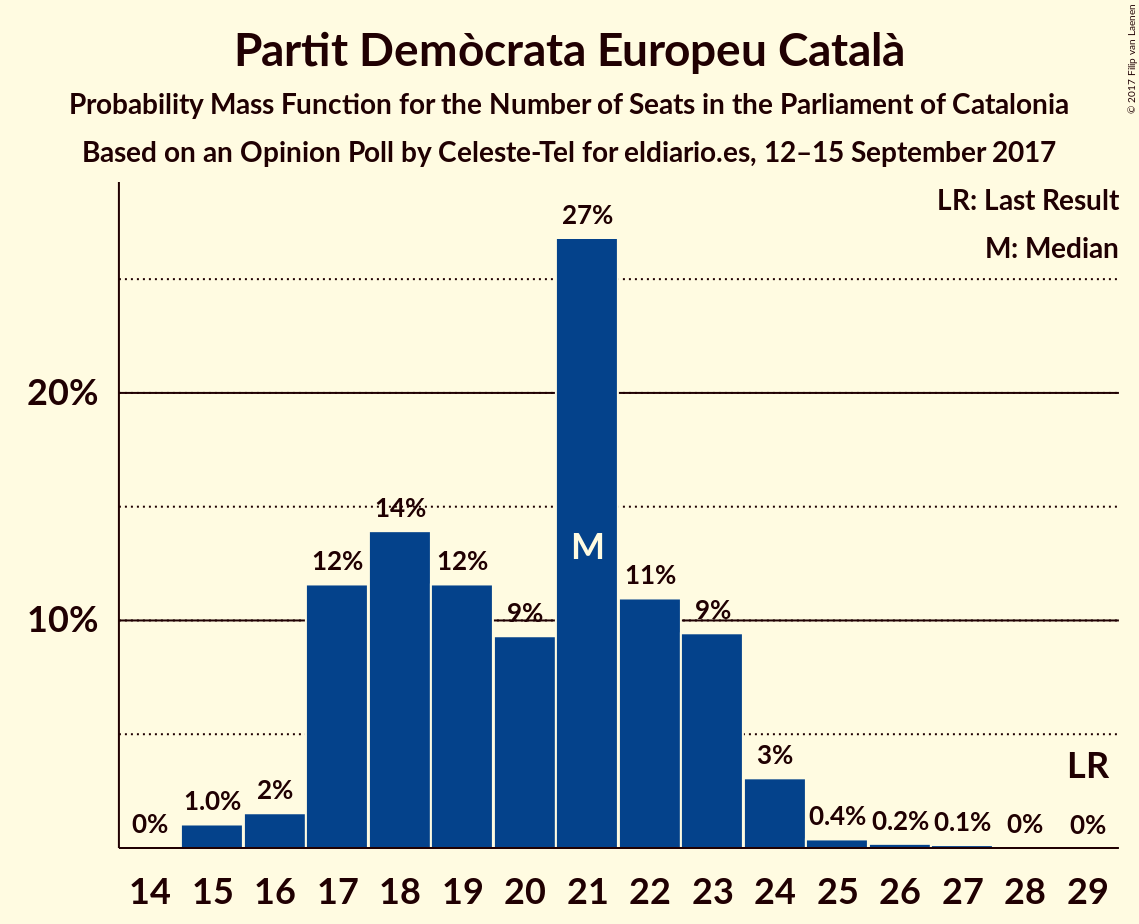 Partit Demòcrata Europeu Català
Probability Mass Function for the Number of Seats in the Parliament of Catalonia
Based on an Opinion Poll by Celeste-Tel for eldiario.es, 12–15 September 2017
© 2017 Filip van Laenen
LR: Last Result
M: Median
27%
20%
14%
12%
12%
11%
10%
9%
9%
M
3%
LR
2%
1.0%
0%
0.4%
0.2%
0.1%
0%
0%
14 15 16 17 18 19 20 21 22 23 24 25 26 27 28 29